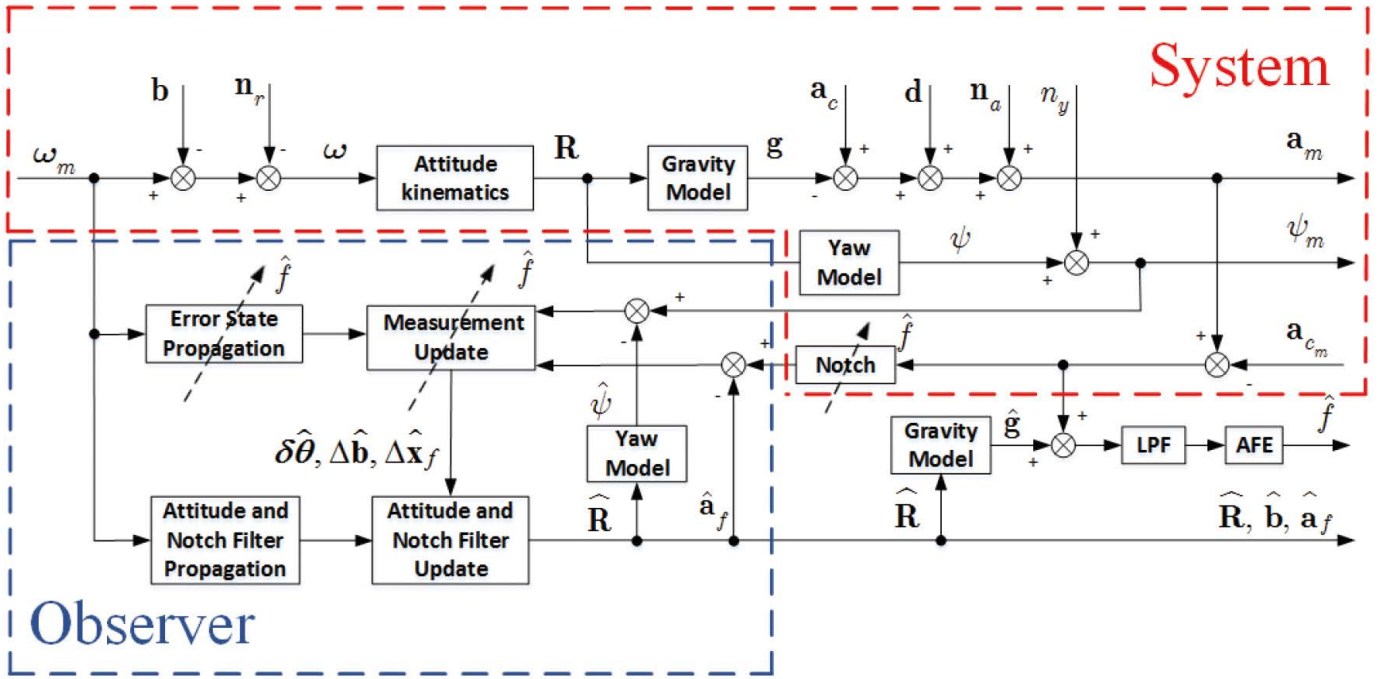 System
b
n_r
a_c
d
n_a
n_y
ω_m
-
-
ω
R
g
+
+
+
a_m
+
+
-
+
+
Attitude kinematics
Gravity Model
Yaw Model
ψ
+
+
ψ_m
f̂
f̂
Error State Propagation
Measurement Update
+
-
+
-
f̂
Notch
+
-
a_{c_m}
ψ̂
δθ̂, Δb̂, Δx̂_f
Yaw Model
Gravity Model
ĝ
+
+
LPF
AFE
f̂
Attitude and Notch Filter Propagation
Attitude and Notch Filter Update
R̂
â_f
R̂
R̂, b̂, â_f
Observer